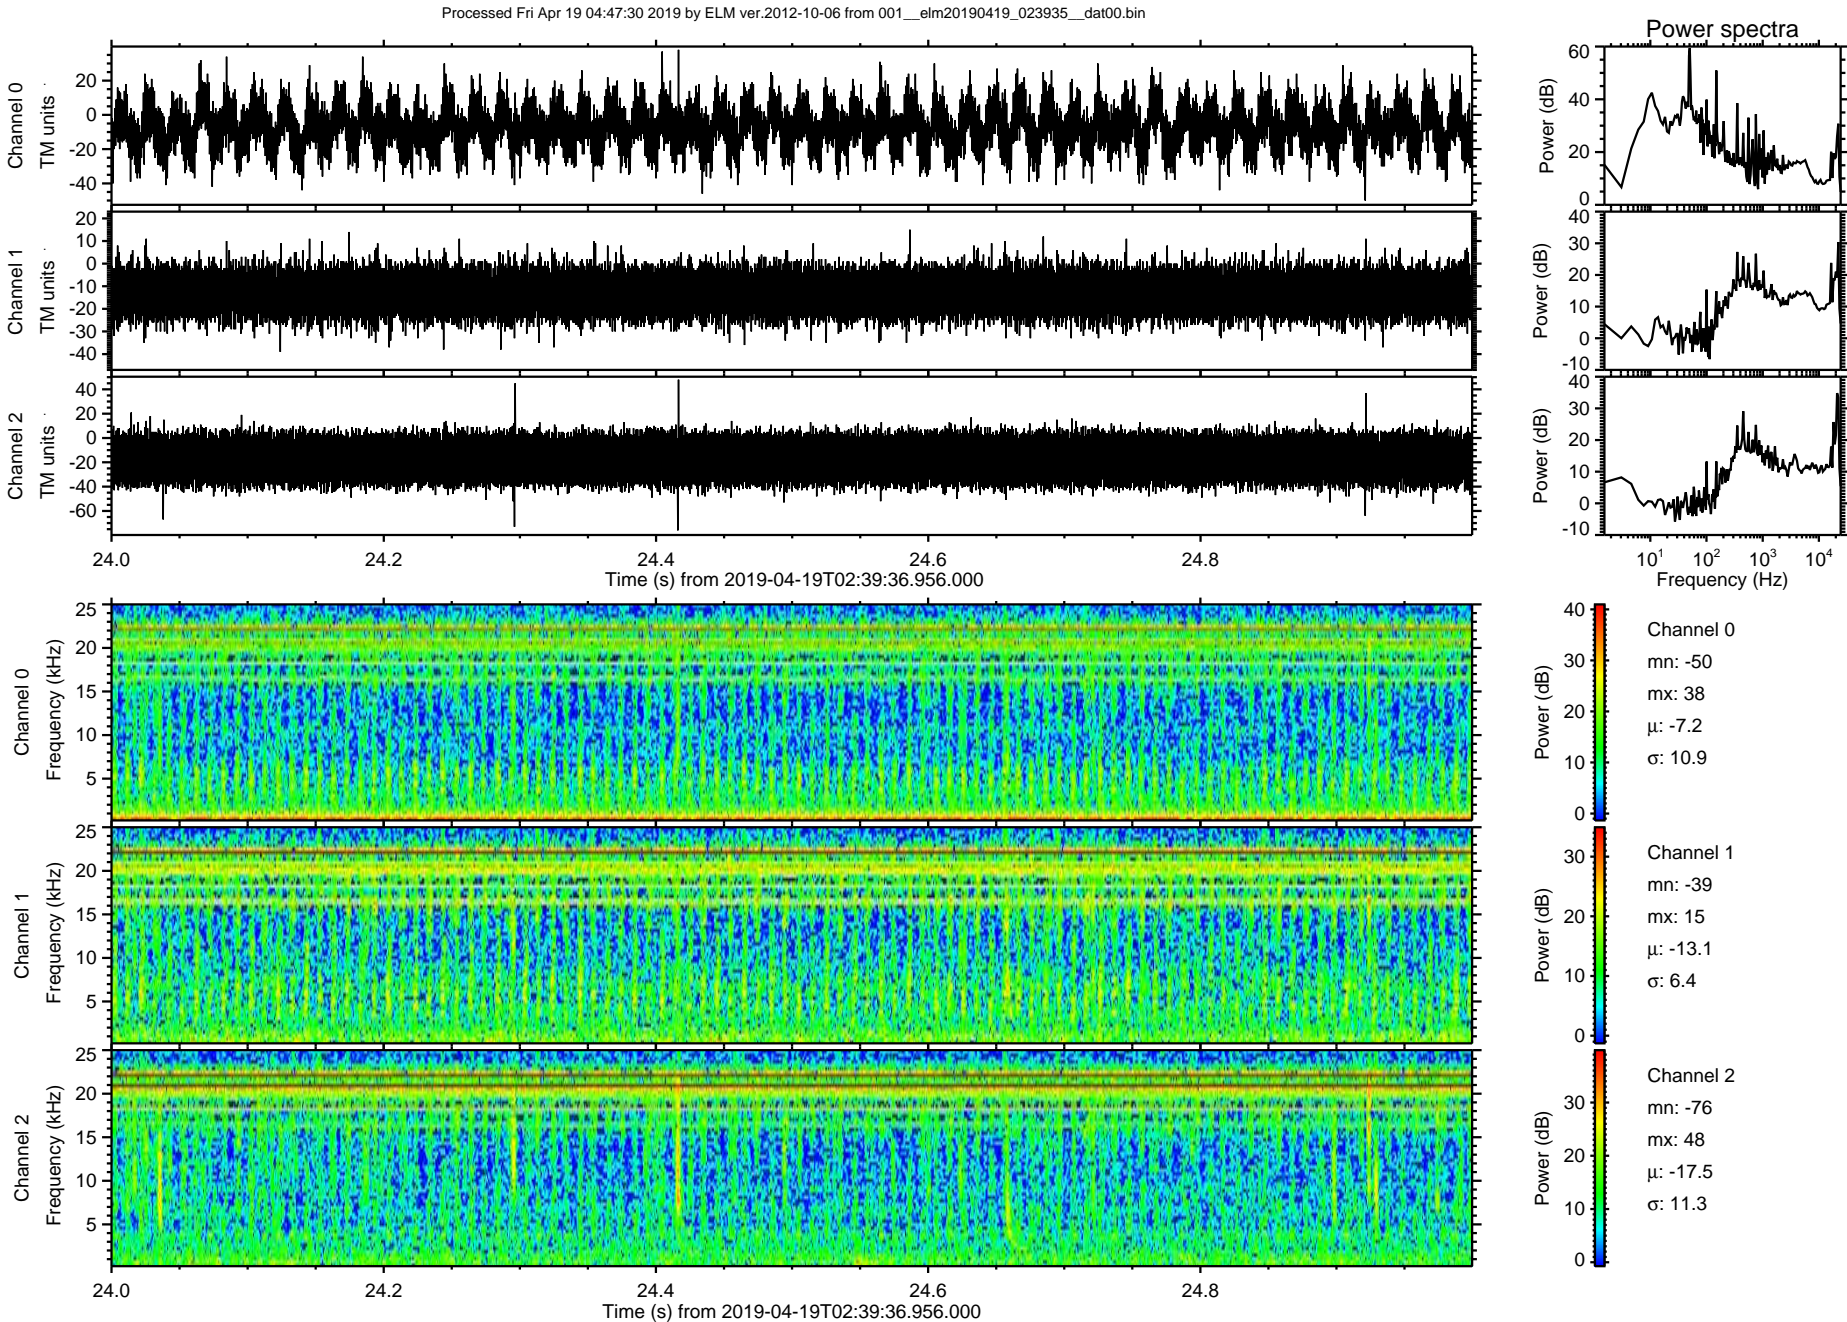 Processed Fri Apr 19 04:47:30 2019 by ELM ver.2012-10-06 from 001__elm20190419_023935__dat00.bin
Power spectra
Channel 0
TM units
20
0
-20
-40
Power (dB)
60
40
20
0
Channel 1
TM units
20
10
0
-10
-20
-30
-40
Power (dB)
40
30
20
10
0
-10
Channel 2
TM units
40
20
0
-20
-40
-60
Power (dB)
40
30
20
10
0
-10
24.0 24.2 24.4 24.6 24.8
Time (s) from 2019-04-19T02:39:36.956.000
10^1 10^2 10^3 10^4
Frequency (Hz)
Channel 0
Frequency (kHz)
25
20
15
10
5
Power (dB)
40
30
20
10
0
Channel 0
mn: -50
mx: 38
μ: -7.2
σ: 10.9
Channel 1
Frequency (kHz)
25
20
15
10
5
Power (dB)
30
20
10
0
Channel 1
mn: -39
mx: 15
μ: -13.1
σ: 6.4
Channel 2
Frequency (kHz)
25
20
15
10
5
Power (dB)
30
20
10
0
Channel 2
mn: -76
mx: 48
μ: -17.5
σ: 11.3
24.0 24.2 24.4 24.6 24.8
Time (s) from 2019-04-19T02:39:36.956.000